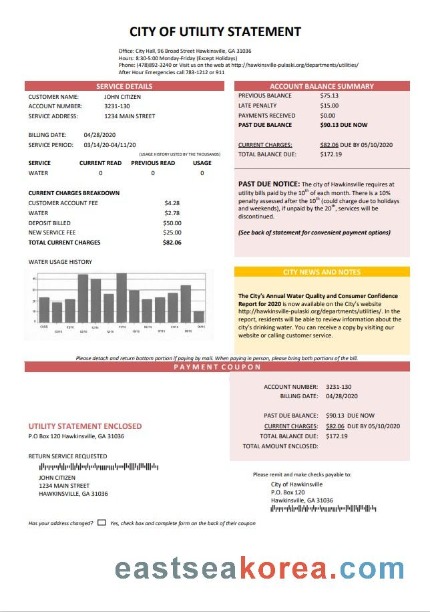 CITY OF UTILITY STATEMENT
Office: City Hall, 96 Broad Street Hawkinsville, GA 31036
Hours: 8:30-5:00 Monday-Friday (Except Holidays)
Phone: (478)892-3240 or Visit us on the web at http://hawkinsville-pulaski.org/departments/utilities/
After Hour Emergencies call 783-1212 or 911
SERVICE DETAILS
CUSTOMER NAME: JOHN CITIZEN
ACCOUNT NUMBER: 3231-130
SERVICE ADDRESS: 1234 MAIN STREET
BILLING DATE: 04/28/2020
SERVICE PERIOD: 03/14/20-04/11/20
(USAGE HISTORY LISTED BY THE THOUSANDS)
SERVICE CURRENT READ PREVIOUS READ USAGE
WATER 0 0 0
CURRENT CHARGES BREAKDOWN
CUSTOMER ACCOUNT FEE $4.28
WATER $2.78
DEPOSIT BILLED $50.00
NEW SERVICE FEE $25.00
TOTAL CURRENT CHARGES $82.06
WATER USAGE HISTORY
ACCOUNT BALANCE SUMMARY
PREVIOUS BALANCE $75.13
LATE PENALTY $15.00
PAYMENTS RECEIVED $0.00
PAST DUE BALANCE $90.13 DUE NOW
CURRENT CHARGES: $82.06 DUE BY 05/10/2020
TOTAL BALANCE DUE: $172.19
PAST DUE NOTICE: The city of Hawkinsville requires at
utility bills paid by the 10th of each month. There is a 10%
penalty assessed after the 10th (could charge due to holidays
and weekends), if unpaid by the 20th, services will be
discontinued.
(See back of statement for convenient payment options)
CITY NEWS AND NOTES
The City's Annual Water Quality and Consumer Confidence
Report for 2020 is now available on the City's website
http://hawkinsville-pulaski org/departments/utilities/. In the
report, residents will be able to review information about the
city's drinking water. You can receive a copy by visiting our
website or calling customer service.
Please detach and return bottom portion if paying by mail. When paying in person, please bring both portions of the bill.
PAYMENT COUPON
ACCOUNT NUMBER: 3231-130
BILLING DATE: 04/28/2020
PAST DUE BALANCE: $90.13 DUE NOW
CURRENT CHARGES: $82.06 DUE BY 05/10/2020
TOTAL BALANCE DUE: $172.19
TOTAL AMOUNT ENCLOSED:
UTILITY STATEMENT ENCLOSED
P.O Box 120 Hawkinsville, GA 31036
RETURN SERVICE REQUESTED
JOHN CITIZEN
1234 MAIN STREET
HAWKINSVILLE, GA 31036
Please remit and make checks payable to:
City of Hawkinsville
P.O. Box 120
Hawkinsville, GA 31036
Has your address changed? Yes, check box and complete form on the back of their coupon
eastseakorea.com